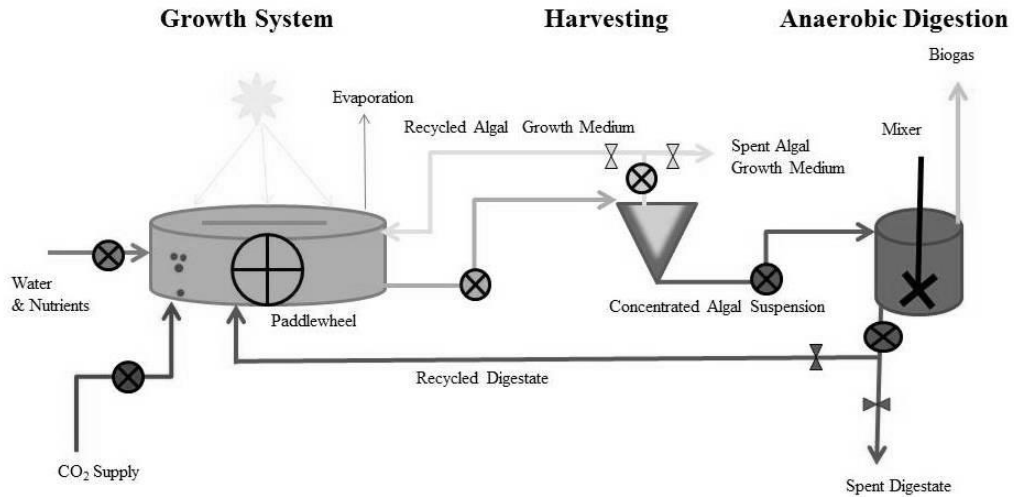 Growth System
Harvesting
Anaerobic Digestion
Biogas
Evaporation
Recycled Algal Growth Medium
Mixer
Spent Algal
Growth Medium
Water
& Nutrients
Paddlewheel
Concentrated Algal Suspension
Recycled Digestate
CO₂ Supply
Spent Digestate